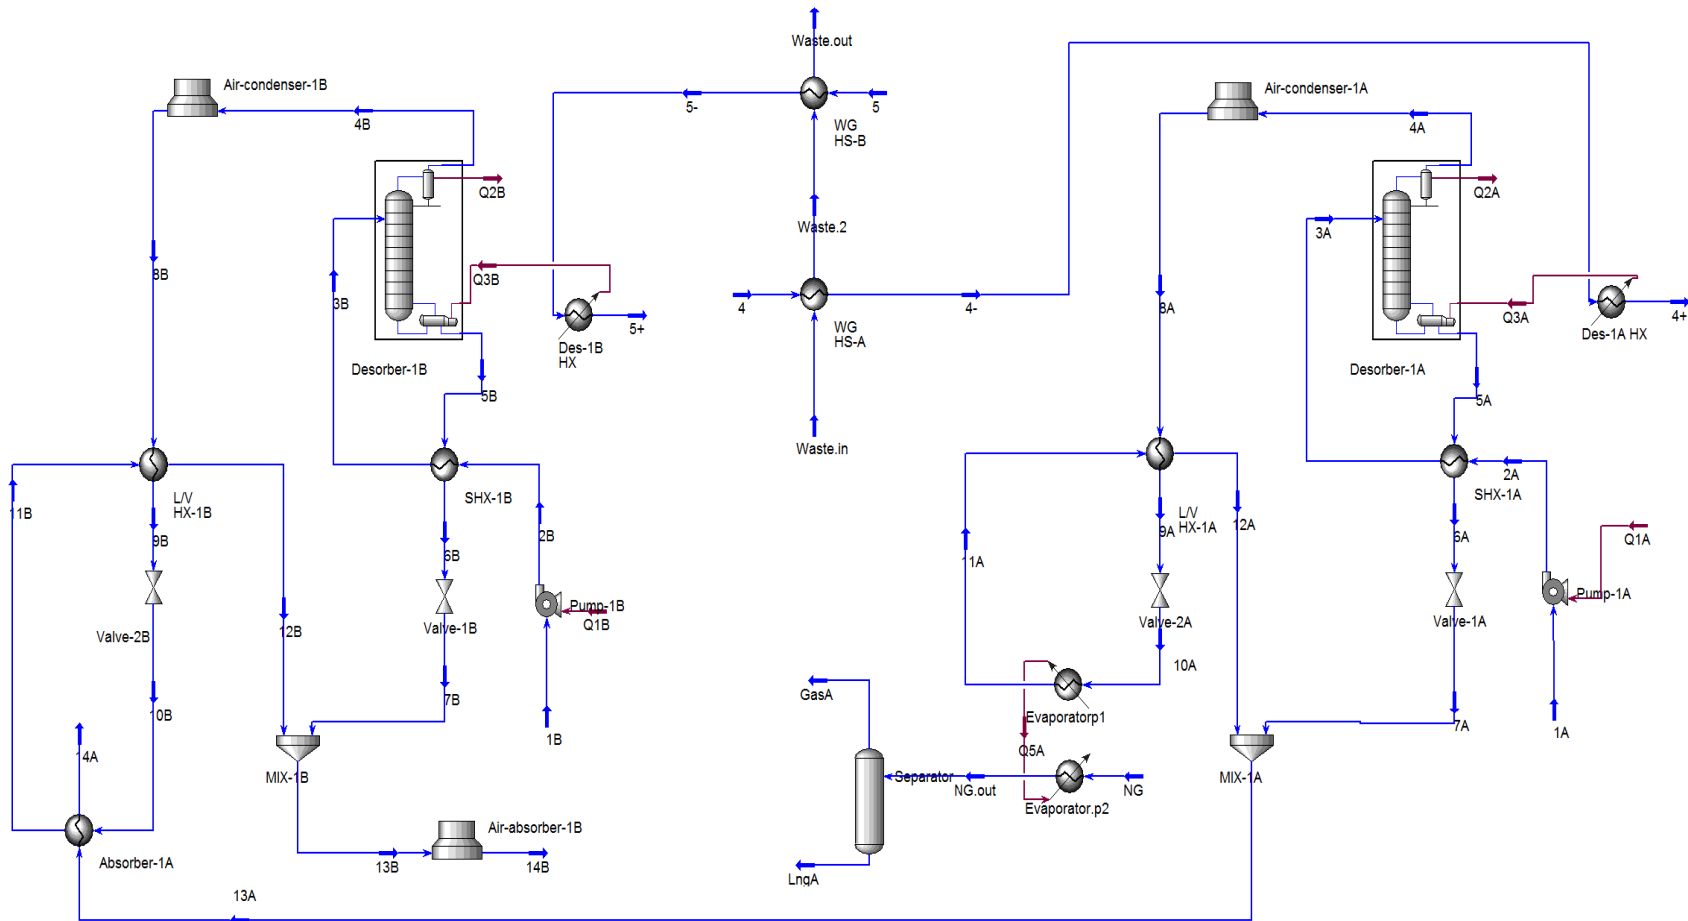 Waste.out
Air-condenser-1B
Air-condenser-1A
5-
5
4B
4A
WG
HS-B
Q2B
Q2A
Waste.2
3A
8B
Q3B
3B
8A
4
4-
Q3A
5+
4+
WG
HS-A
Des-1B
HX
Des-1A HX
Desorber-1B
Desorber-1A
5B
5A
Waste.in
L/V
HX-1B
SHX-1B
2A
SHX-1A
11B
9B
6B
2B
L/V
HX-1A
9A
12A
6A
Q1A
11A
Pump-1B
Q1B
Pump-1A
Valve-2B
12B
Valve-1B
Valve-2A
Valve-1A
10A
GasA
7B
10B
1B
Evaporatorp1
7A
1A
14A
Q5A
MIX-1B
Separator
NG.out
NG
MIX-1A
Evaporator.p2
Air-absorber-1B
Absorber-1A
13B
14B
LngA
13A